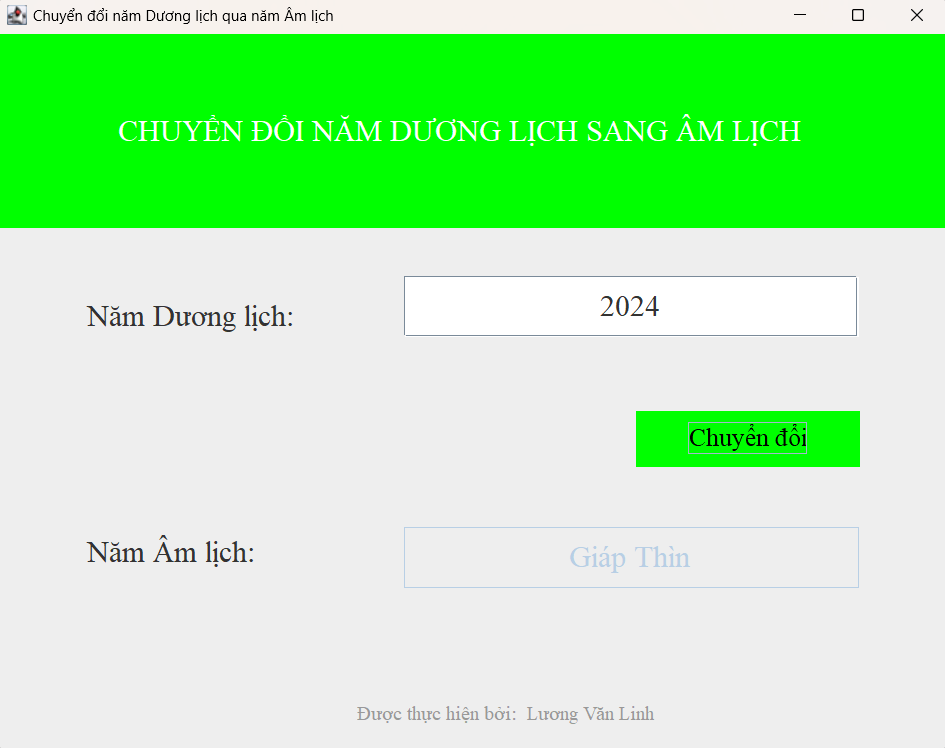 Chuyển đổi năm Dương lịch qua năm Âm lịch
CHUYỂN ĐỔI NĂM DƯƠNG LỊCH SANG ÂM LỊCH
Năm Dương lịch:
2024
Chuyển đổi
Năm Âm lịch:
Giáp Thìn
Được thực hiện bởi: Lương Văn Linh